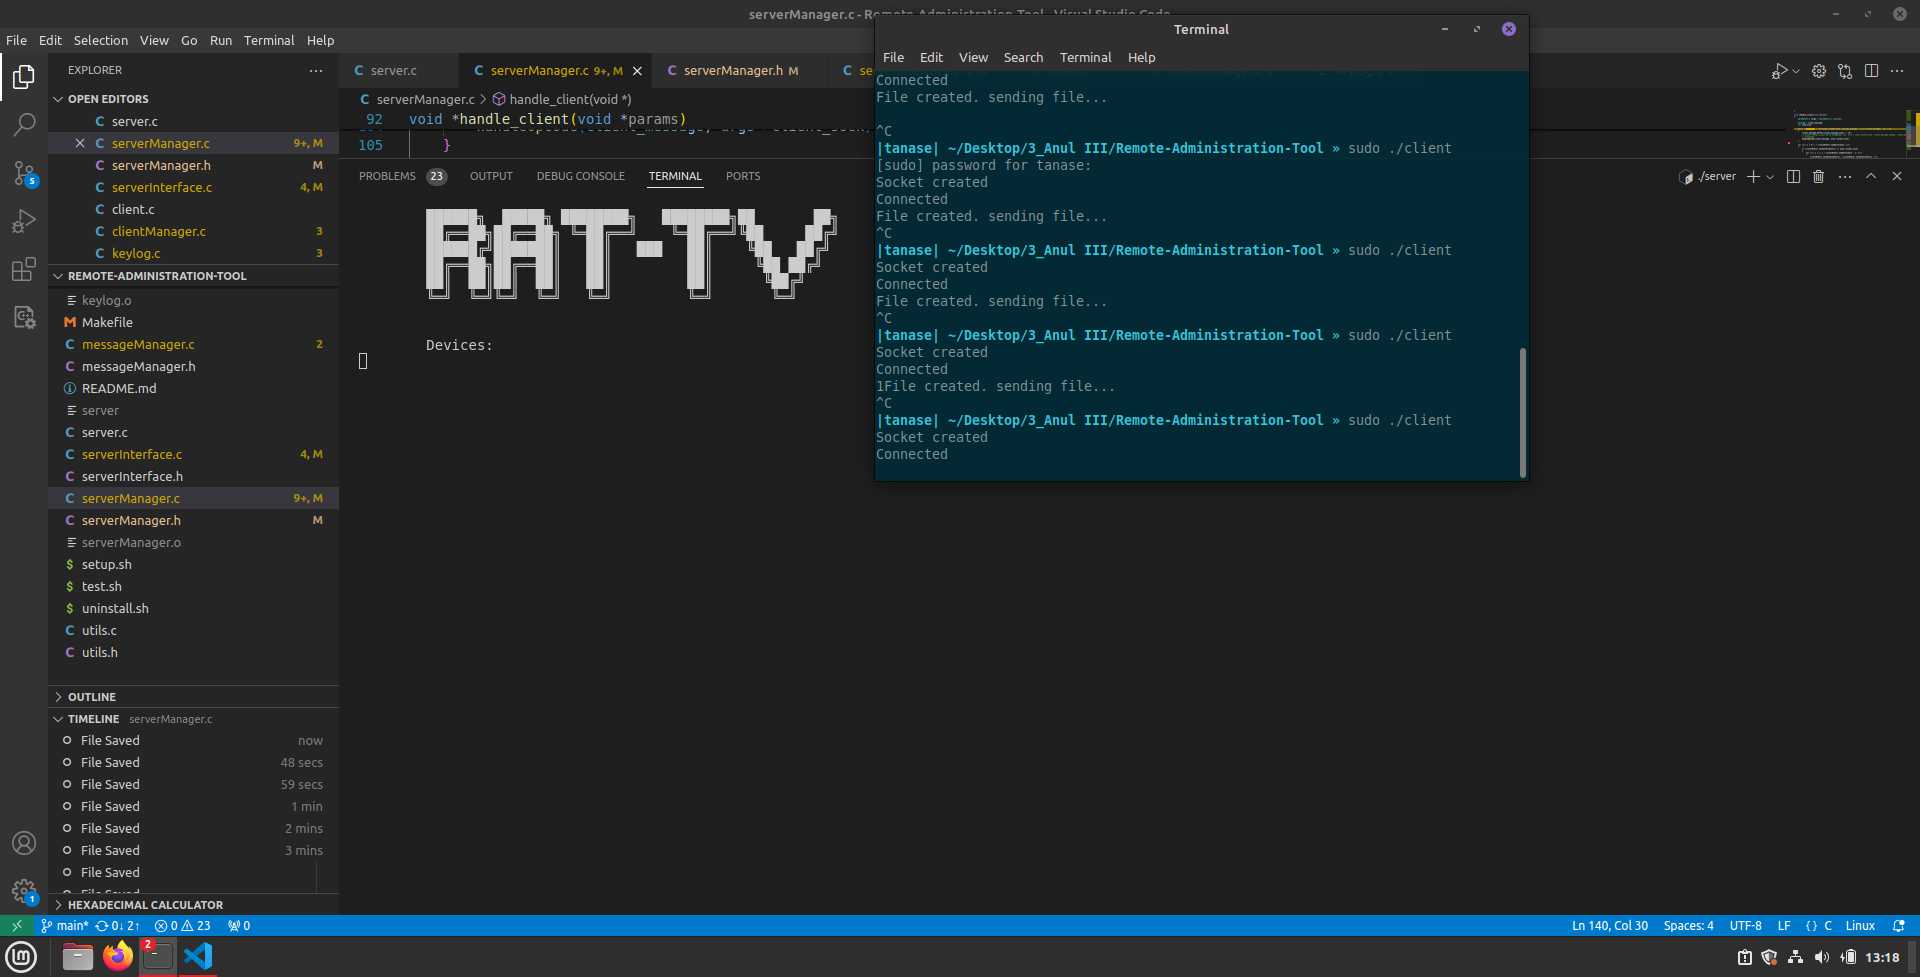 serverManager.c - Remote Administration Tool - Visual Studio Code
File Edit Selection View Go Run Terminal Help
EXPLORER
OPEN EDITORS
server.c
serverManager.c 9+, M
serverManager.h M
serverInterface.c 4, M
client.c
clientManager.c 3
keylog.c 3
REMOTE-ADMINISTRATION-TOOL
keylog.o
Makefile
messageManager.c 2
messageManager.h
README.md
server
server.c
serverInterface.c 4, M
serverInterface.h
serverManager.c 9+, M
serverManager.h M
serverManager.o
setup.sh
test.sh
uninstall.sh
utils.c
utils.h
OUTLINE
TIMELINE serverManager.c
File Saved now
File Saved 48 secs
File Saved 59 secs
File Saved 1 min
File Saved 2 mins
File Saved 3 mins
File Saved
File Saved
HEXADECIMAL CALCULATOR
server.c serverManager.c 9+, M serverManager.h M se
serverManager.c > handle_client(void *)
92 void *handle_client(void *params)
105 }
PROBLEMS 23 OUTPUT DEBUG CONSOLE TERMINAL PORTS
./server
RAT-TV
Devices:
Terminal
File Edit View Search Terminal Help
Connected
File created. sending file...
^C
|tanase| ~/Desktop/3_Anul III/Remote-Administration-Tool » sudo ./client
[sudo] password for tanase:
Socket created
Connected
File created. sending file...
^C
|tanase| ~/Desktop/3_Anul III/Remote-Administration-Tool » sudo ./client
Socket created
Connected
File created. sending file...
^C
|tanase| ~/Desktop/3_Anul III/Remote-Administration-Tool » sudo ./client
Socket created
Connected
1File created. sending file...
^C
|tanase| ~/Desktop/3_Anul III/Remote-Administration-Tool » sudo ./client
Socket created
Connected
5
1
main* 0↓ 2↑ 0 23 0
Ln 140, Col 30 Spaces: 4 UTF-8 LF {} C Linux
2
13:18